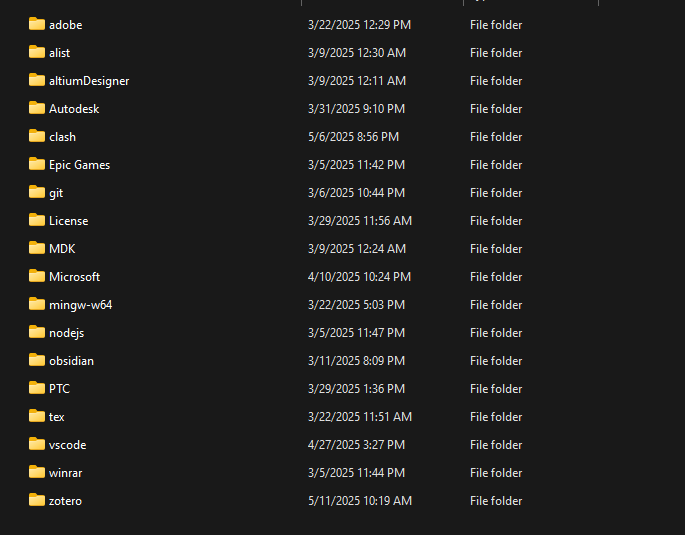 adobe 3/22/2025 12:29 PM File folder
alist 3/9/2025 12:30 AM File folder
altiumDesigner 3/9/2025 12:11 AM File folder
Autodesk 3/31/2025 9:10 PM File folder
clash 5/6/2025 8:56 PM File folder
Epic Games 3/5/2025 11:42 PM File folder
git 3/6/2025 10:44 PM File folder
License 3/29/2025 11:56 AM File folder
MDK 3/9/2025 12:24 AM File folder
Microsoft 4/10/2025 10:24 PM File folder
mingw-w64 3/22/2025 5:03 PM File folder
nodejs 3/5/2025 11:47 PM File folder
obsidian 3/11/2025 8:09 PM File folder
PTC 3/29/2025 1:36 PM File folder
tex 3/22/2025 11:51 AM File folder
vscode 4/27/2025 3:27 PM File folder
winrar 3/5/2025 11:44 PM File folder
zotero 5/11/2025 10:19 AM File folder